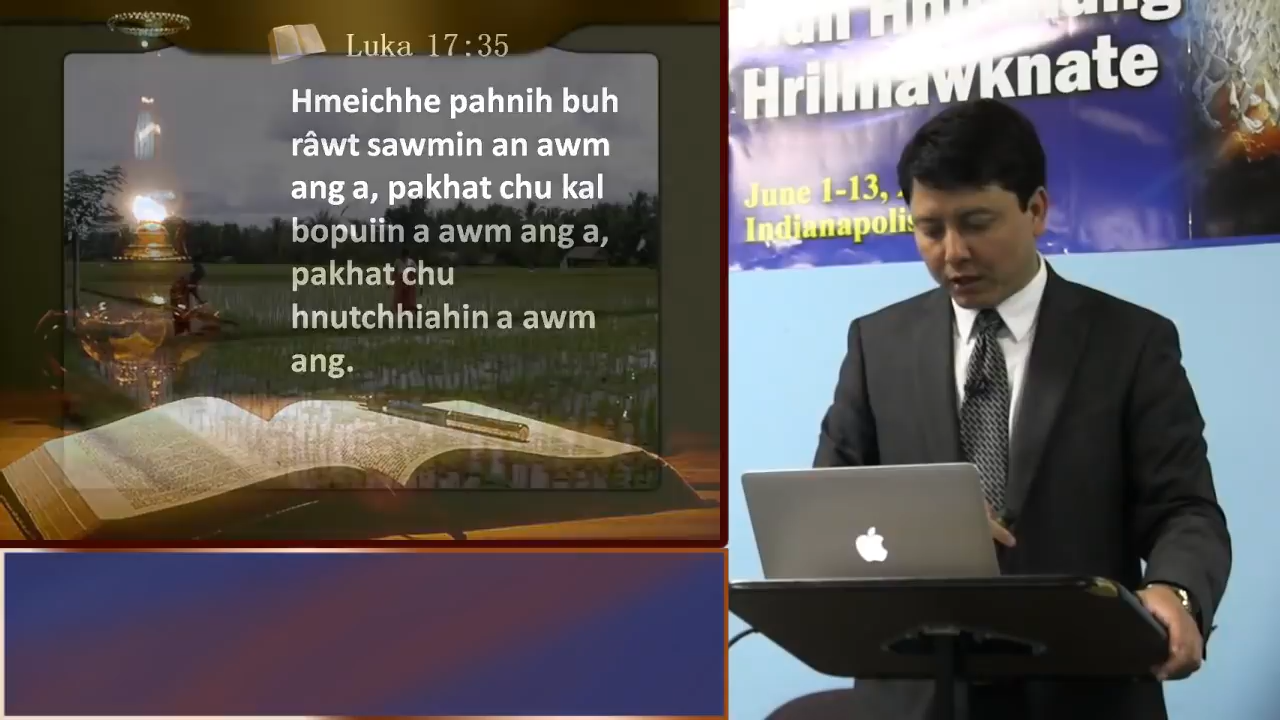 Luka 17:35
Hmeichhe pahnih buh
râwt sawmin an awm
ang a, pakhat chu kal
bopuiin a awm ang a,
pakhat chu
hnutchhiahin a awm
ang.
Hrilhhawknate
June 1-13,
Indianapolis